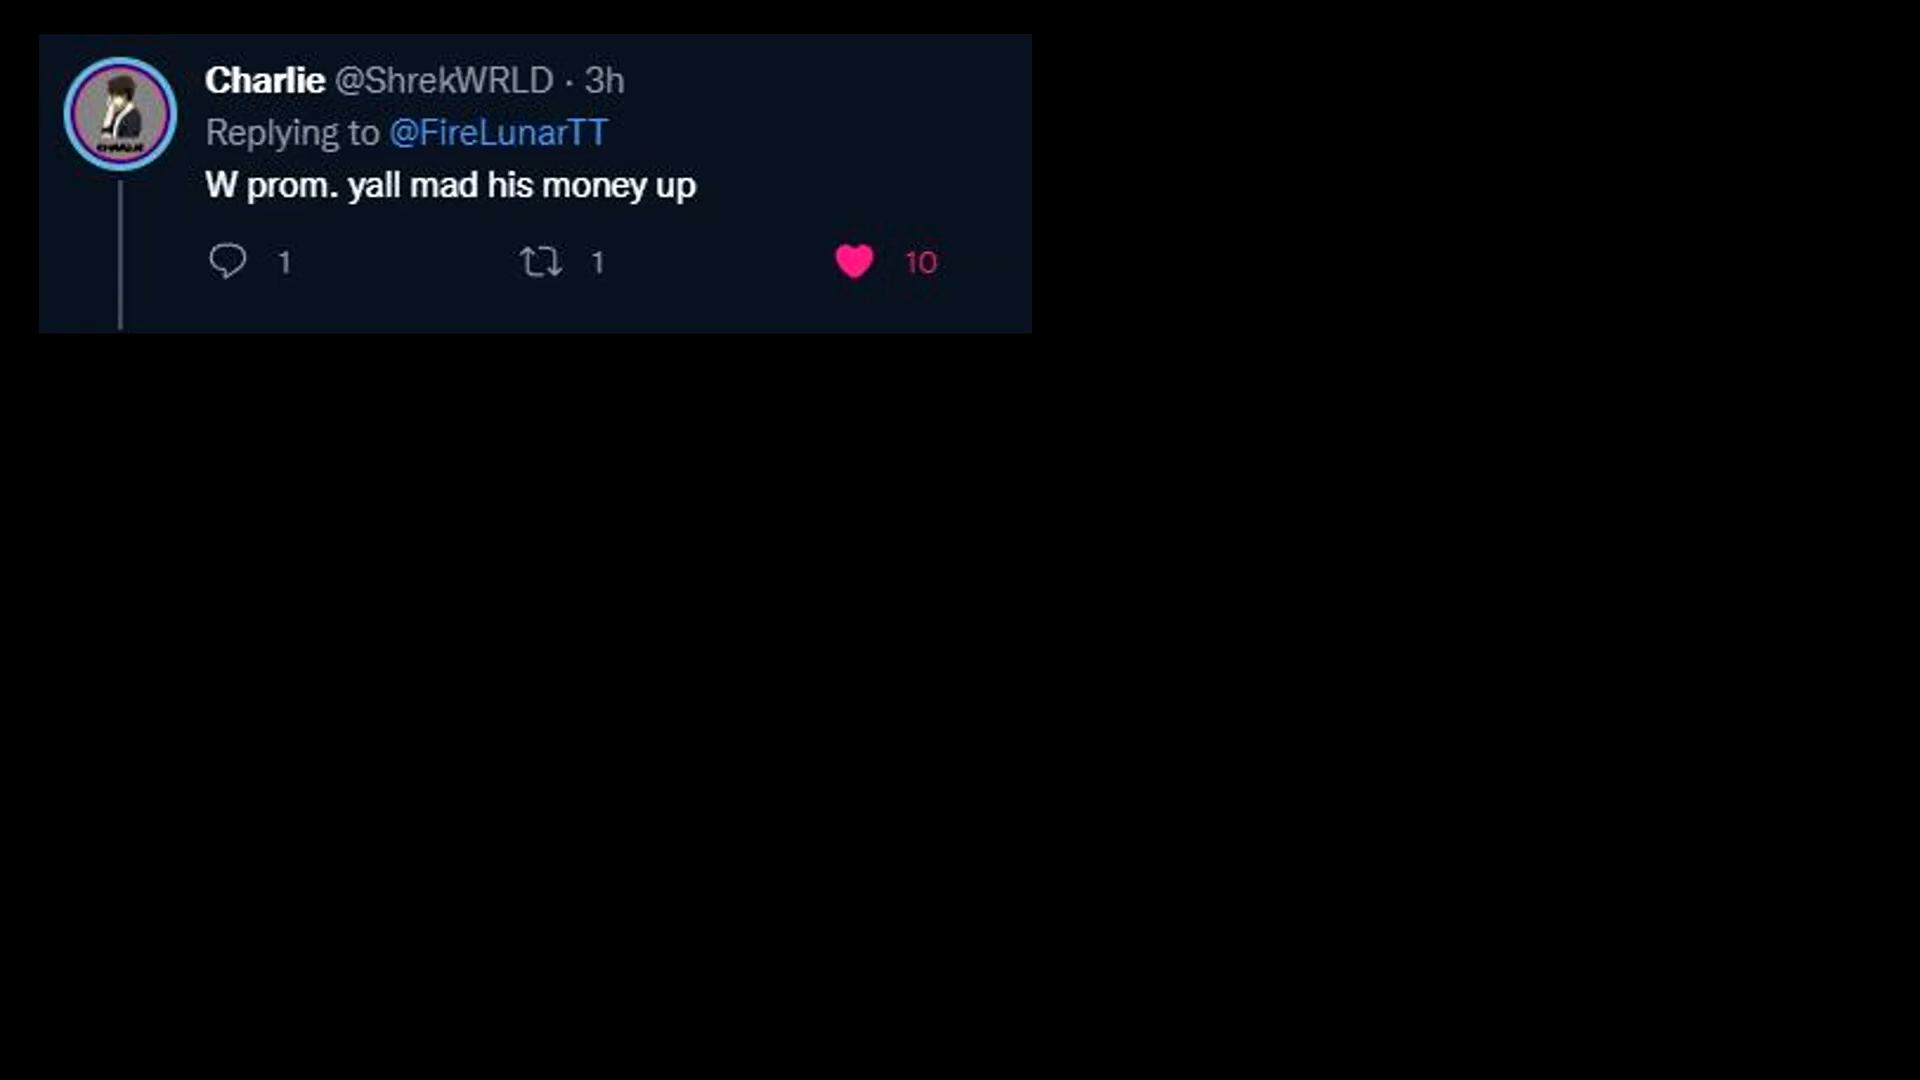 Charlie @ShrekWRLD · 3h
Replying to @FireLunarTT
W prom. yall mad his money up
1 1 10